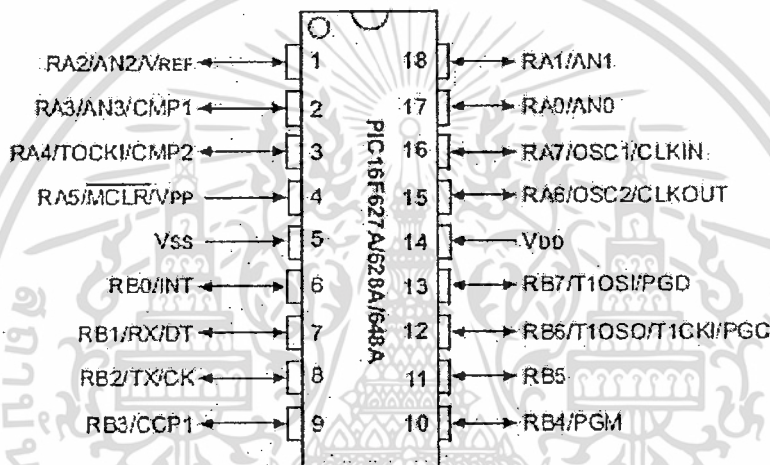 RA2/AN2/VREF 1 18 RA1/AN1
RA3/AN3/CMP1 2 17 RA0/AN0
RA4/TOCKI/CMP2 3 16 RA7/OSC1/CLKIN
RA5/MCLR/VPP 4 15 RA6/OSC2/CLKOUT
VSS 5 14 VDD
RB0/INT 6 13 RB7/T1OSI/PGD
RB1/RX/DT 7 12 RB6/T1OSO/T1CKI/PGC
RB2/TX/CK 8 11 RB5
RB3/CCP1 9 10 RB4/PGM
PIC16F627A/628A/648A